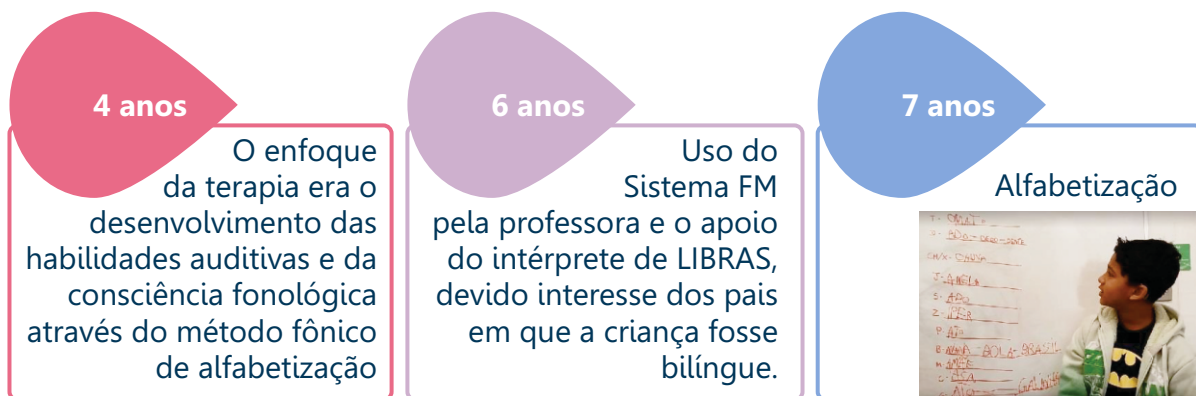 4 anos
O enfoque
da terapia era o
desenvolvimento das
habilidades auditivas e da
consciência fonológica
através do método fônico
de alfabetização
6 anos
Uso do
Sistema FM
pela professora e o apoio
do intérprete de LIBRAS,
devido interesse dos pais
em que a criança fosse
bilíngue.
7 anos
Alfabetização